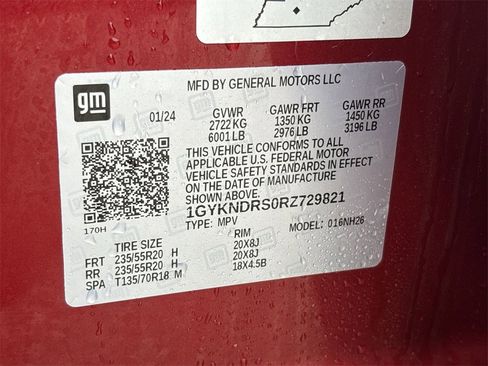 gm
MFD BY GENERAL MOTORS LLC
01/24 GVWR GAWR FRT GAWR RR
2722 KG 1350 KG 1450 KG
6001 LB 2976 LB 3196 LB
THIS VEHICLE CONFORMS TO ALL
APPLICABLE U.S. FEDERAL MOTOR
VEHICLE SAFETY STANDARDS IN EFFECT
ON THE DATE OF MANUFACTURE
SHOWN ABOVE.
1GYKNDRS0RZ729821
170H TYPE: MPV MODEL: 016NH26
TIRE SIZE RIM
FRT 235/55R20 H 20X8J
RR 235/55R20 H 20X8J
SPA T135/70R18 M 18X4.5B